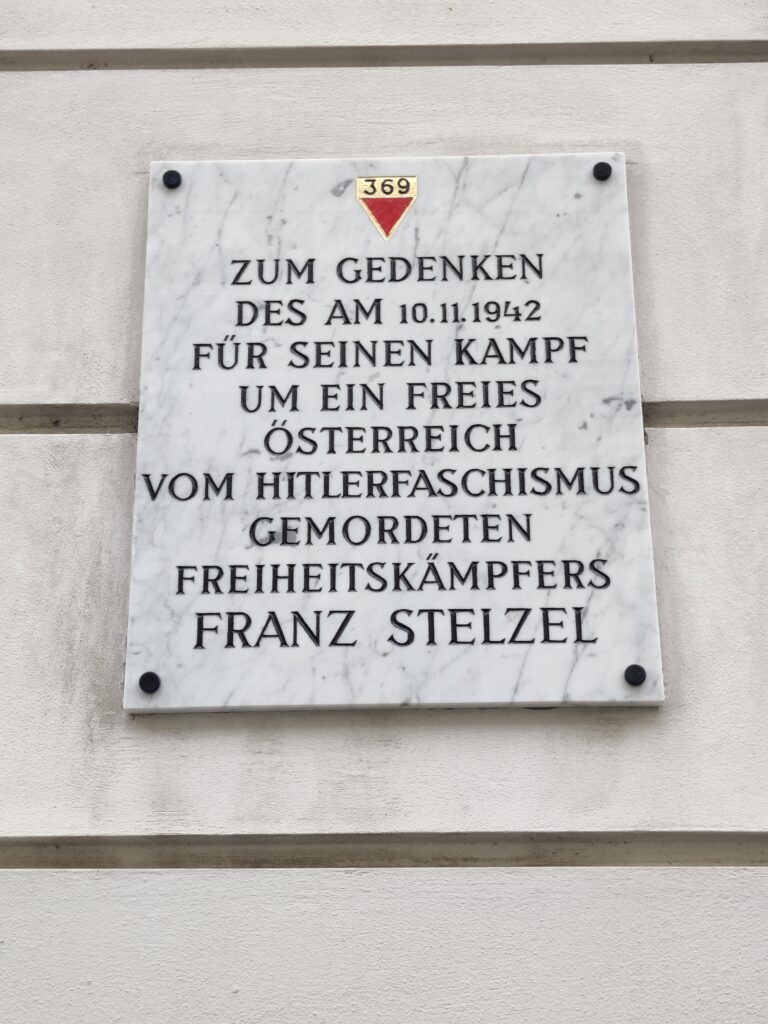 369
ZUM GEDENKEN
DES AM 10.11.1942
FÜR SEINEN KAMPF
UM EIN FREIES
ÖSTERREICH
VOM HITLERFASCHISMUS
GEMORDETEN
FREIHEITSKÄMPFERS
FRANZ STELZEL